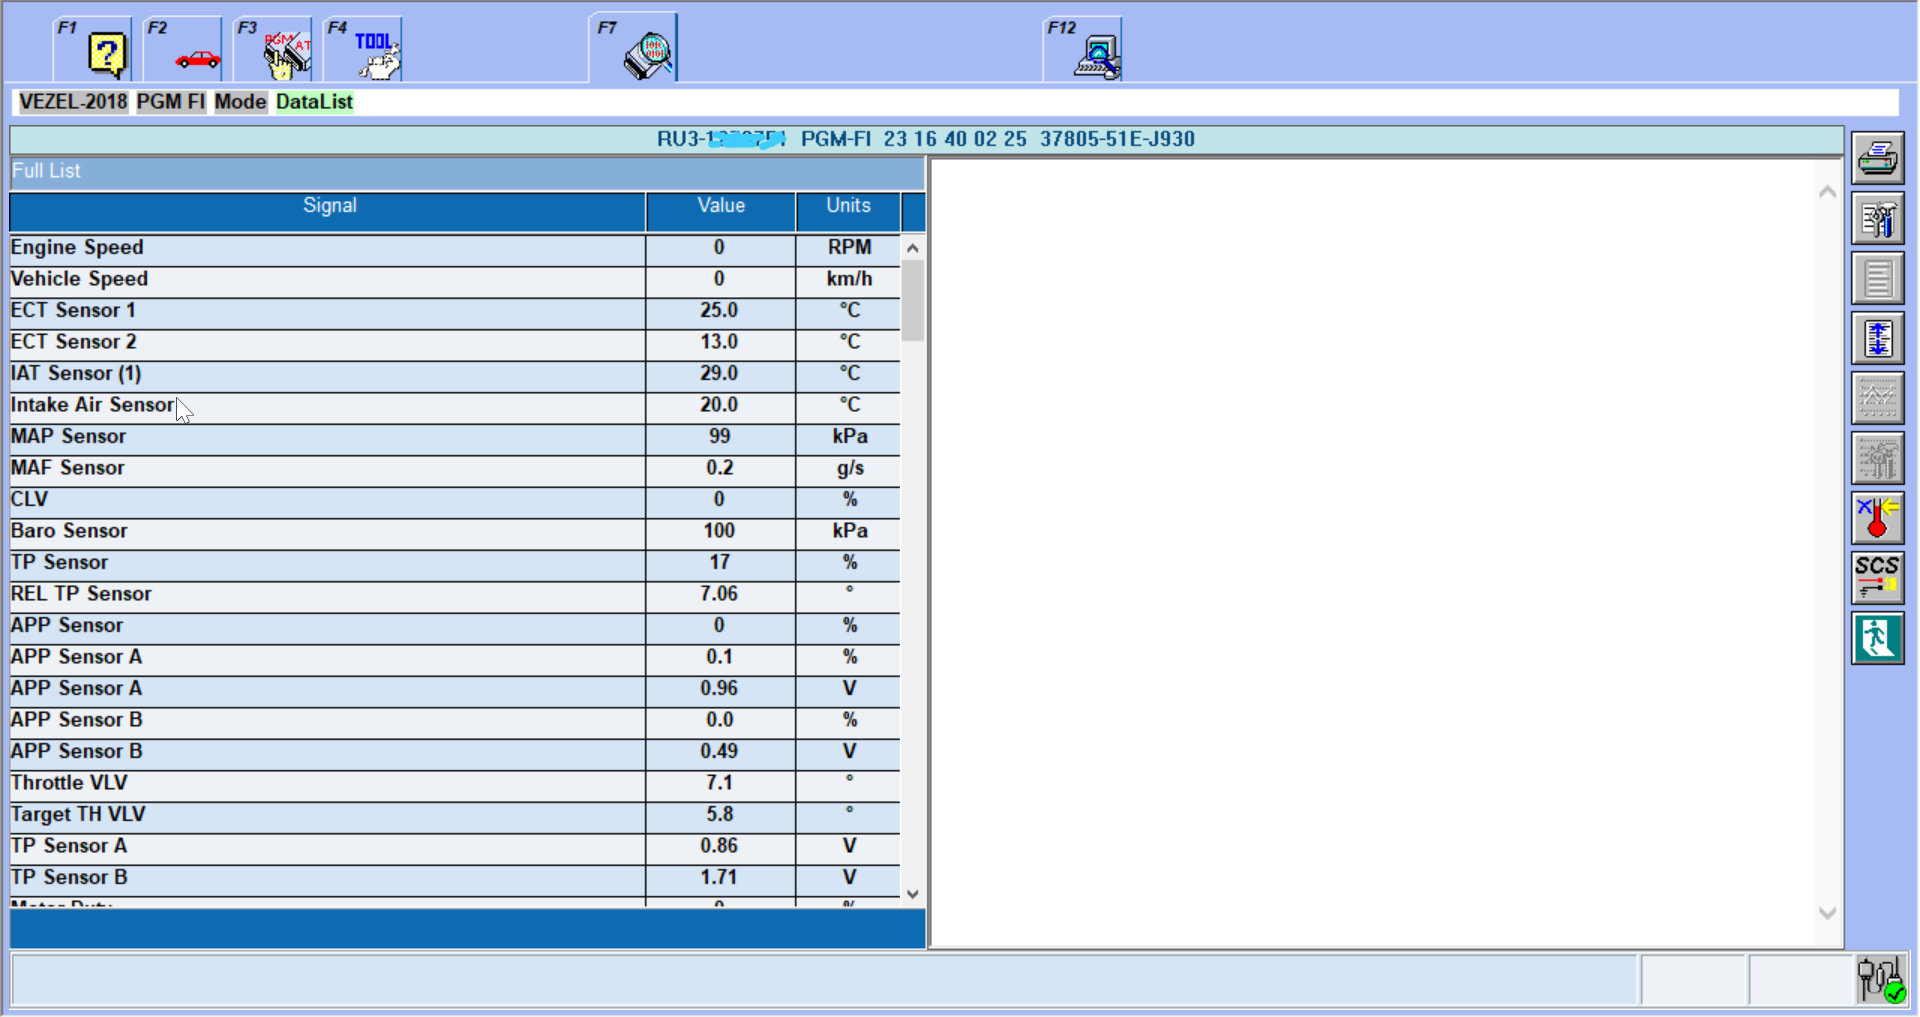 F1 F2 F3 F4 F7 F12
PGM AT TOOL
VEZEL-2018 PGM FI Mode DataList
PGM-FI 23 16 40 02 25 37805-51E-J930
Full List
Signal Value Units
Engine Speed 0 RPM
Vehicle Speed 0 km/h
ECT Sensor 1 25.0 °C
ECT Sensor 2 13.0 °C
IAT Sensor (1) 29.0 °C
Intake Air Sensor 20.0 °C
MAP Sensor 99 kPa
MAF Sensor 0.2 g/s
CLV 0 %
Baro Sensor 100 kPa
TP Sensor 17 %
REL TP Sensor 7.06 °
APP Sensor 0 %
APP Sensor A 0.1 %
APP Sensor A 0.96 V
APP Sensor B 0.0 %
APP Sensor B 0.49 V
Throttle VLV 7.1 °
Target TH VLV 5.8 °
TP Sensor A 0.86 V
TP Sensor B 1.71 V
SCS